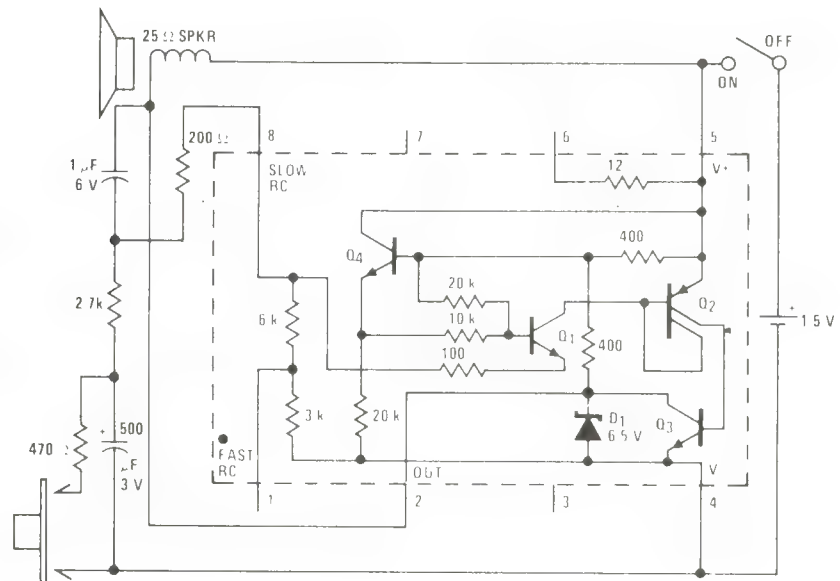 25 Ω SPKR
OFF
ON
1 μF
6 V
200 Ω
8
7
6
5
SLOW
RC
12
V+
Q4
400
Q2
20 k
10 k
Q1
400
100
6 k
2 7k
1 5 V
3 k
20 k
D1
6 5 V
Q3
FAST
RC
OUT
V
470
+ 500
μF
3 V
1
2
3
4